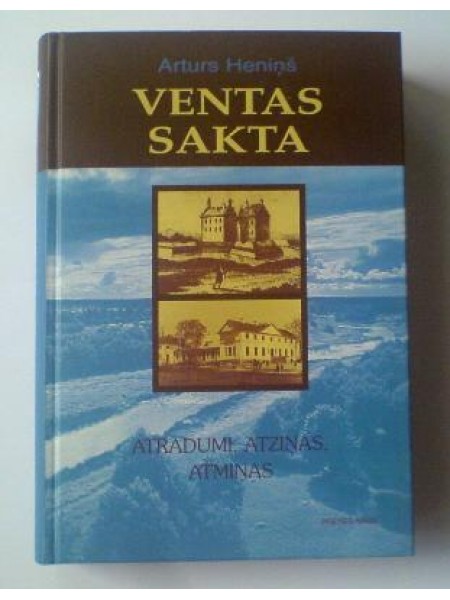 Arturs Heniņš
VENTAS
SAKTA
ATRADUMI. ATZIŅAS.
ATMIŅAS